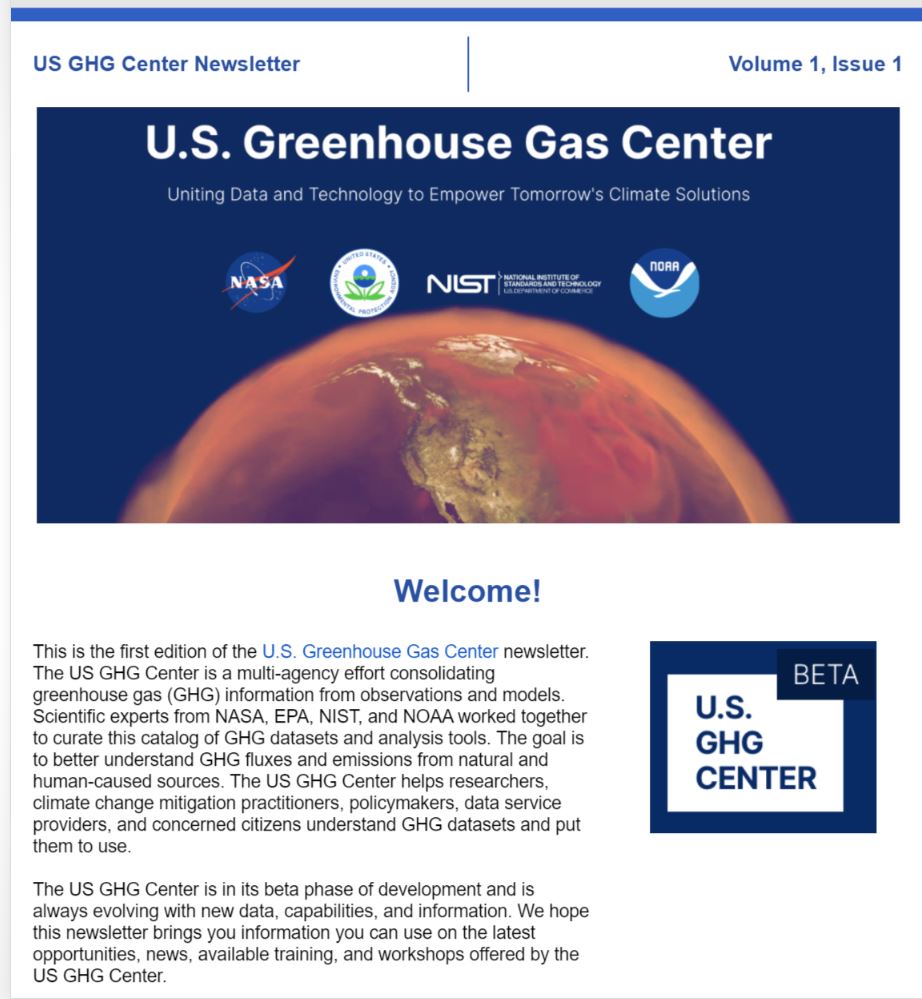 US GHG Center Newsletter
Volume 1, Issue 1
U.S. Greenhouse Gas Center
Uniting Data and Technology to Empower Tomorrow's Climate Solutions
NASA
UNITED STATES
ENVIRONMENTAL PROTECTION AGENCY
NIST
NATIONAL INSTITUTE OF
STANDARDS AND TECHNOLOGY
U.S. DEPARTMENT OF COMMERCE
NOAA
Welcome!
This is the first edition of the U.S. Greenhouse Gas Center newsletter.
The US GHG Center is a multi-agency effort consolidating
greenhouse gas (GHG) information from observations and models.
Scientific experts from NASA, EPA, NIST, and NOAA worked together
to curate this catalog of GHG datasets and analysis tools. The goal is
to better understand GHG fluxes and emissions from natural and
human-caused sources. The US GHG Center helps researchers,
climate change mitigation practitioners, policymakers, data service
providers, and concerned citizens understand GHG datasets and put
them to use.
BETA
U.S.
GHG
CENTER
The US GHG Center is in its beta phase of development and is
always evolving with new data, capabilities, and information. We hope
this newsletter brings you information you can use on the latest
opportunities, news, available training, and workshops offered by the
US GHG Center.